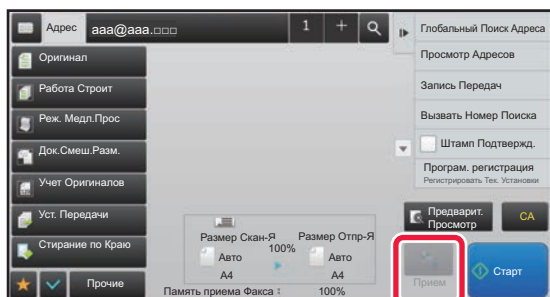 Адрес aaa@aaa.□□□ 1 +
Оригинал
Работа Строит
Реж. Медл.Прос
Док.Смеш.Разм.
Учет Оригиналов
Уст. Передачи
Стирание по Краю
Прочие
Размер Скан-Я
100%
Размер Отпр-Я
Авто
A4
Авто
A4
Память приема Факса : 100%
Глобальный Поиск Адреса
Просмотр Адресов
Запись Передач
Вызвать Номер Поиска
Штамп Подтвержд.
Програм. регистрация
Регистрировать Тек. Установки
Предварит.
Просмотр
CA
Прием
Старт